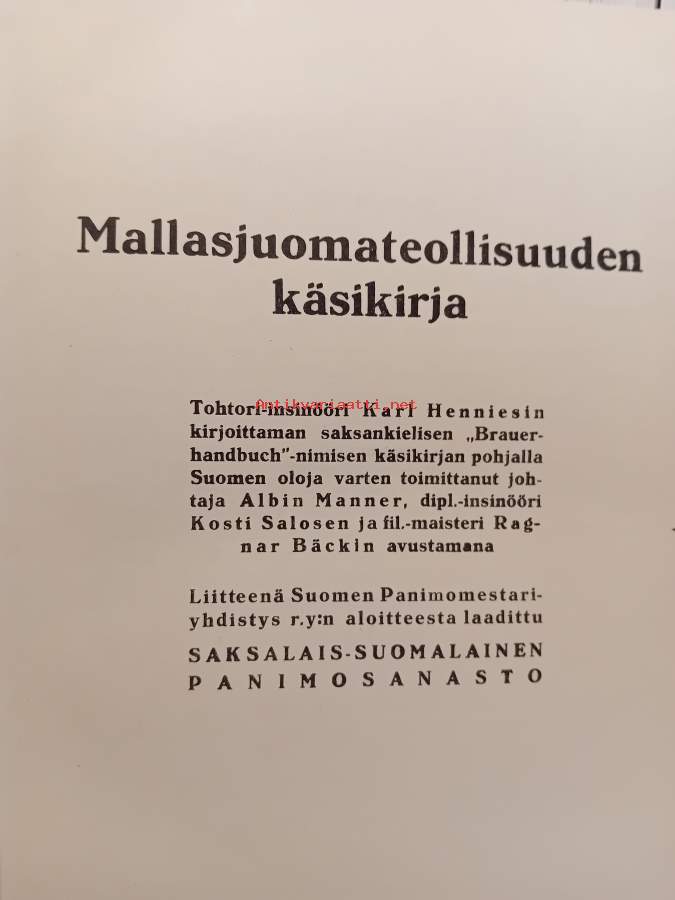 Mallasjuomateollisuuden
käsikirja
Antikvariaatti.net
Tohtori-insinööri Karl Henniesin
kirjoittaman saksankielisen „Brauer-
handbuch"-nimisen käsikirjan pohjalla
Suomen oloja varten toimittanut joh-
taja Albin Manner, dipl.-insinööri
Kosti Salosen ja fil.-maisteri Rag-
nar Bäckin avustamana
Liitteenä Suomen Panimomestari-
yhdistys r.y:n aloitteesta laadittu
SAKSALAIS-SUOMALAINEN
PANIMOSANASTO